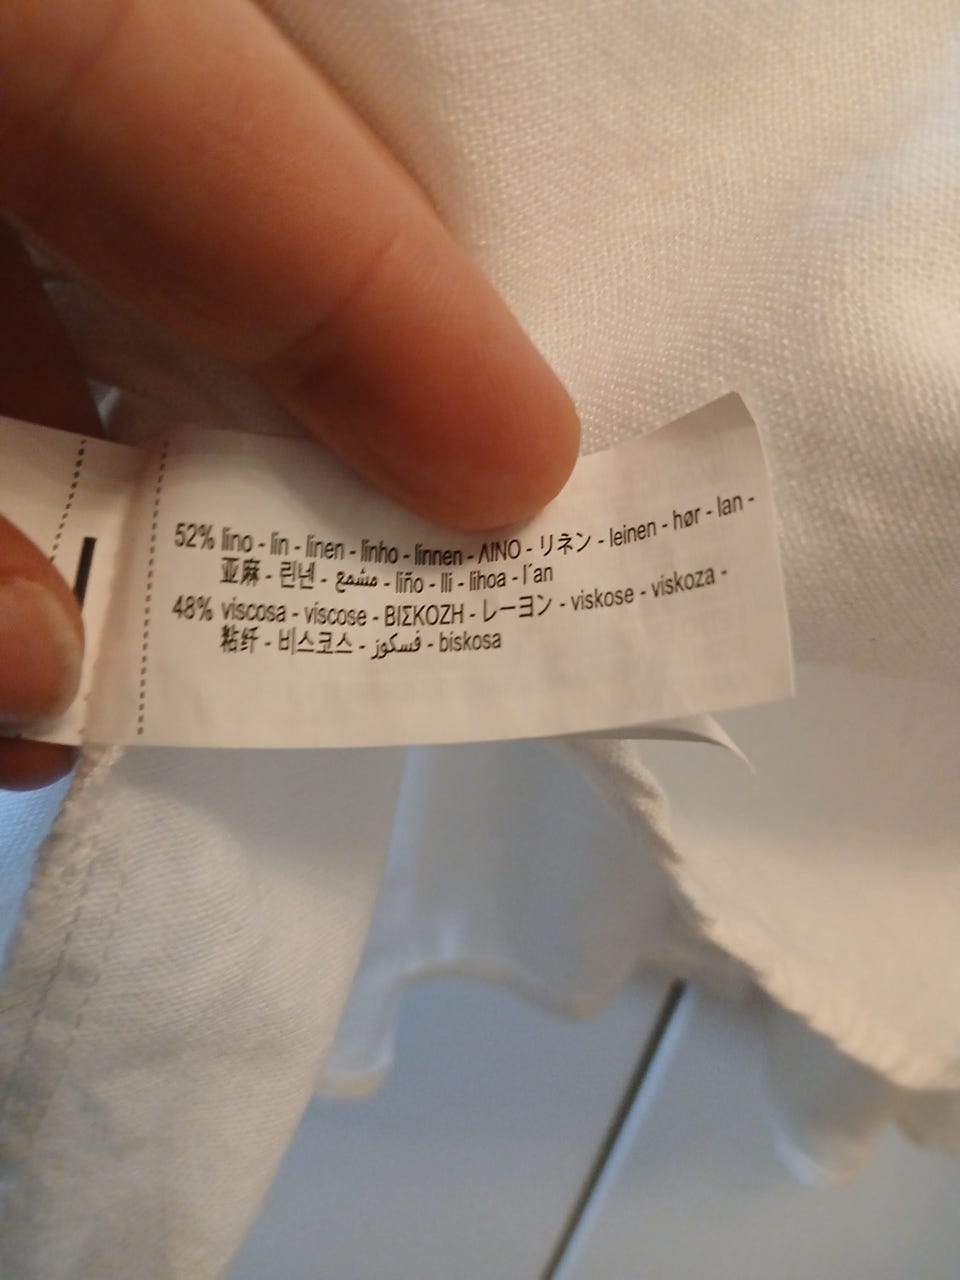 52% lino - lin - linen - linho - linnen - ΛΙΝΟ - リネン - leinen - hør - lan -
亚麻 - 린넨 - مشمع - liño - lli - lihoa - l´an
48% viscosa - viscose - ΒΙΣΚΟΖΗ - レーヨン - viskose - viskoza -
粘纤 - 비스코스 - فسكوز - biskosa